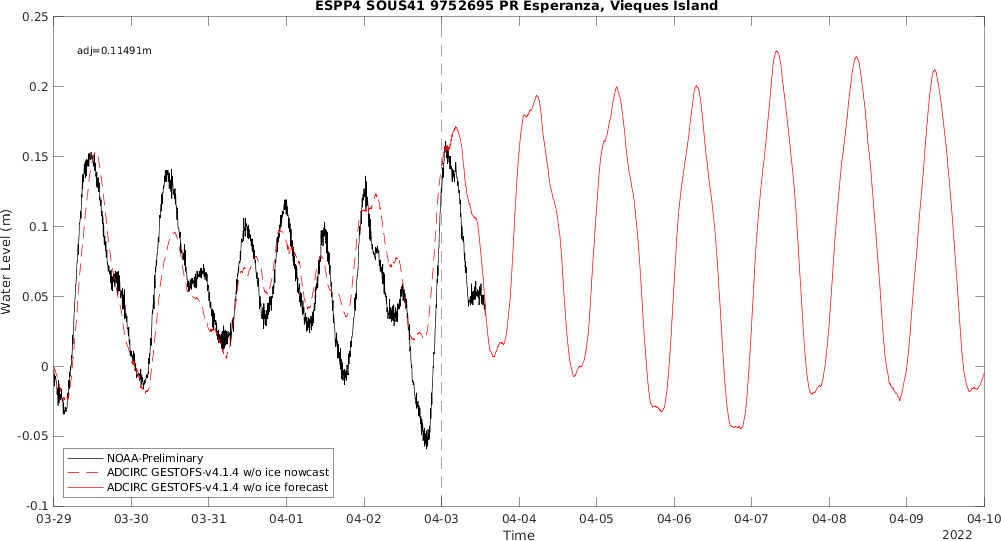 ESPP4 SOUS41 9752695 PR Esperanza, Vieques Island
adj=0.11491m
0.25
0.2
0.15
0.1
0.05
0
-0.05
-0.1
Water Level (m)
NOAA-Preliminary
ADCIRC GESTOFS-v4.1.4 w/o ice nowcast
ADCIRC GESTOFS-v4.1.4 w/o ice forecast
03-29 03-30 03-31 04-01 04-02 04-03 04-04 04-05 04-06 04-07 04-08 04-09 04-10
Time
2022